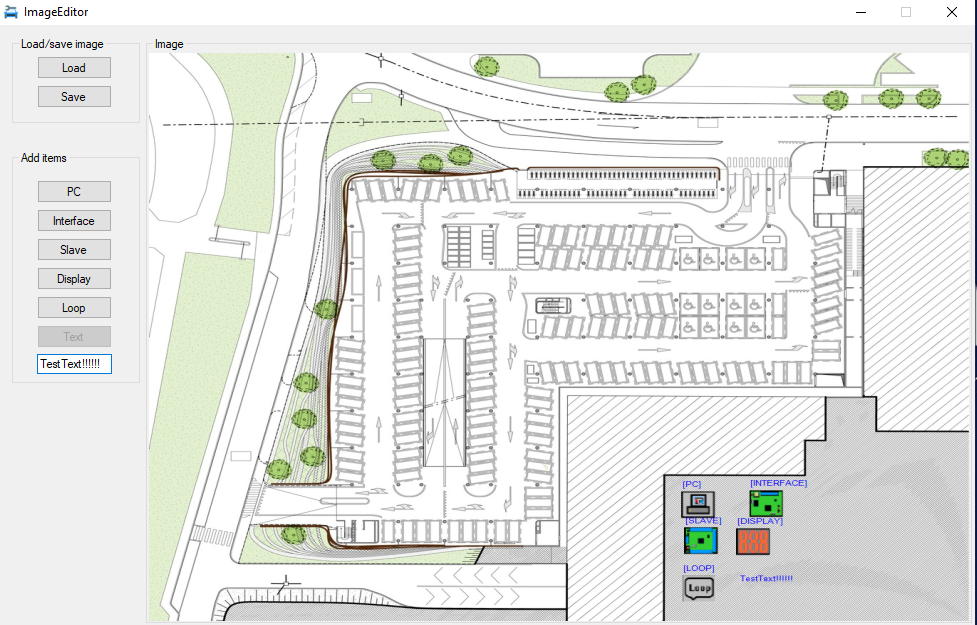 ImageEditor
Load/save image
Load
Save
Add items
PC
Interface
Slave
Display
Loop
Text
TestText!!!!!!
Image
[PC]
[INTERFACE]
[SLAVE]
[DISPLAY]
888
[LOOP]
Loop
TestText!!!!!!